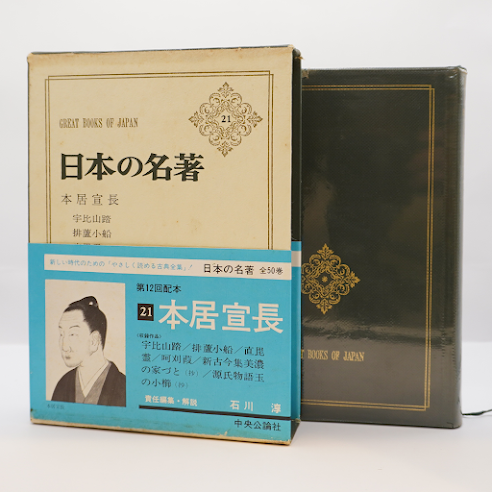 GREAT BOOKS OF JAPAN
21
日本の名著
本居宣長
宇比山踏
排蘆小船
新しい時代のための"やさしく読める古典全集"!
日本の名著 全50巻
第12回配本
21 本居宣長
〈収録作品〉
宇比山踏/排蘆小船/直毘
霊/呵刈葭/新古今集美濃
の家づと(抄)/源氏物語玉
の小櫛(抄)
責任編集・解説 石川 淳
中央公論社
GREAT BOOKS OF JAPAN